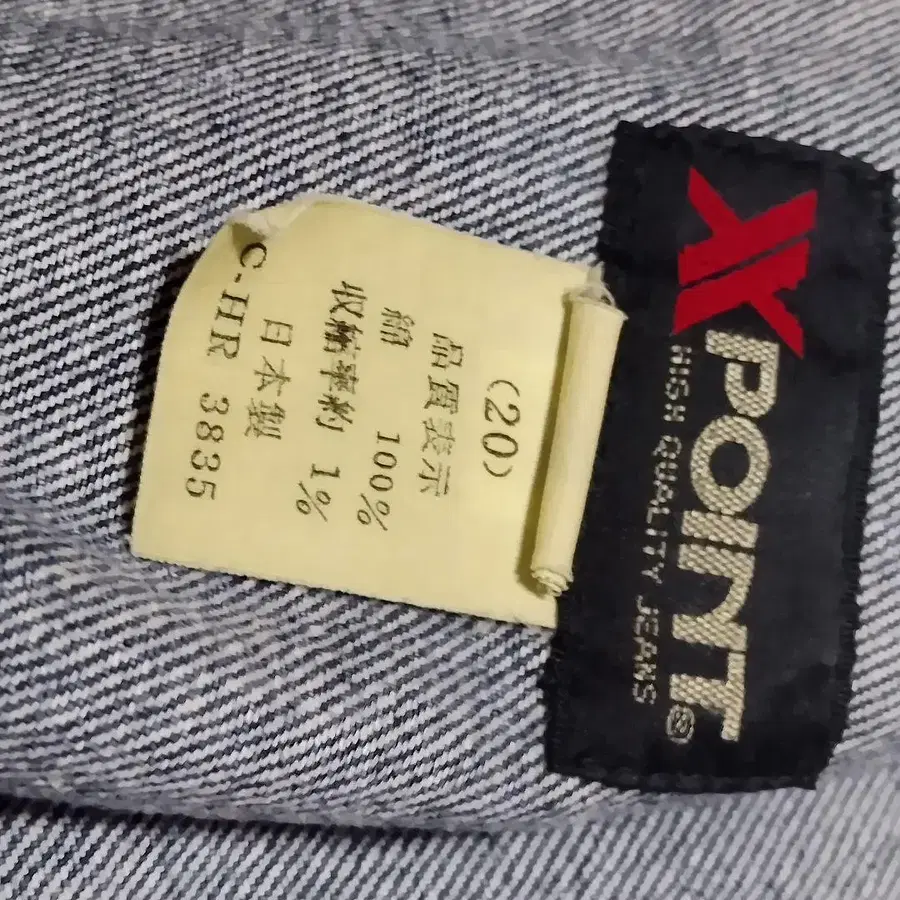 XX POINT®
HIGH QUALITY JEANS
(20)
品質表示
綿 100%
収縮率約 1%
日本製
C-HR 3835